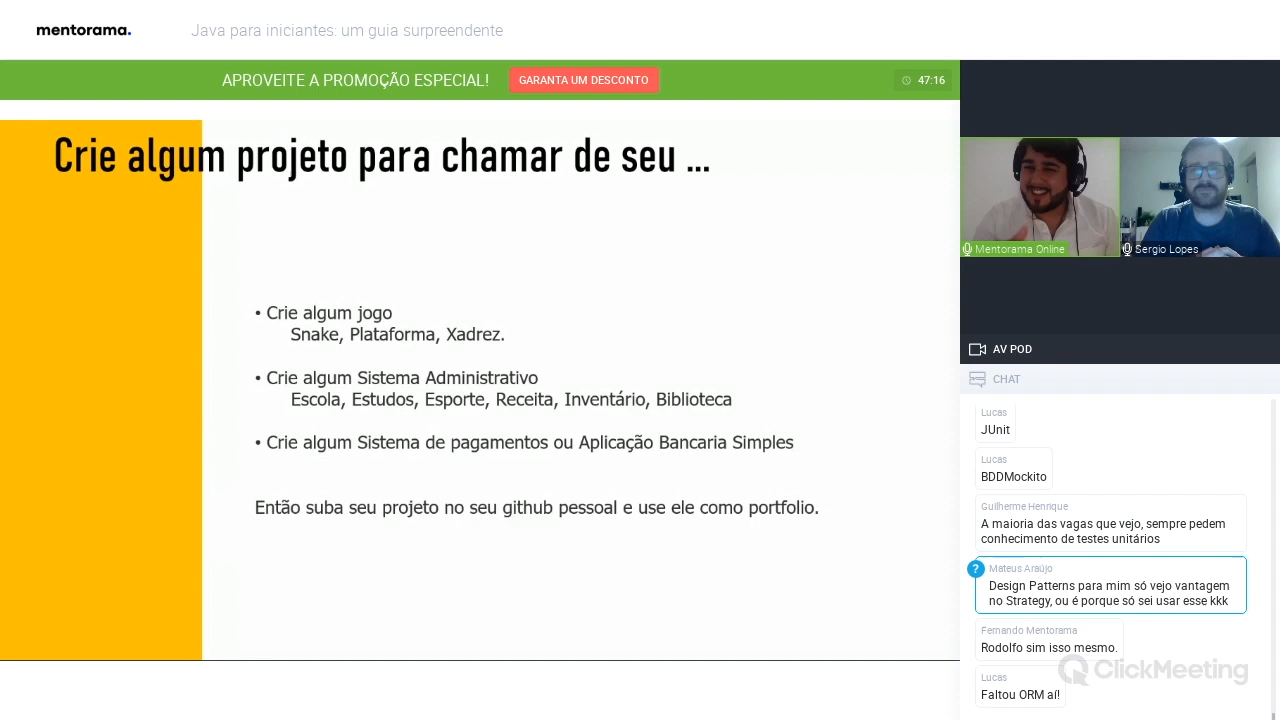 mentorama.
Java para iniciantes: um guia surpreendente
APROVEITE A PROMOÇÃO ESPECIAL!
GARANTA UM DESCONTO
47:16
Crie algum projeto para chamar de seu ...
• Crie algum jogo
Snake, Plataforma, Xadrez.
• Crie algum Sistema Administrativo
Escola, Estudos, Esporte, Receita, Inventário, Biblioteca
• Crie algum Sistema de pagamentos ou Aplicação Bancaria Simples
Então suba seu projeto no seu github pessoal e use ele como portfolio.
Mentorama Online
Sergio Lopes
AV POD
CHAT
Lucas
JUnit
Lucas
BDDMockito
Guilherme Henrique
A maioria das vagas que vejo, sempre pedem
conhecimento de testes unitários
?
Mateus Araújo
Design Patterns para mim só vejo vantagem
no Strategy, ou é porque só sei usar esse kkk
Fernando Mentorama
Rodolfo sim isso mesmo.
Lucas
Faltou ORM aí!
ClickMeeting